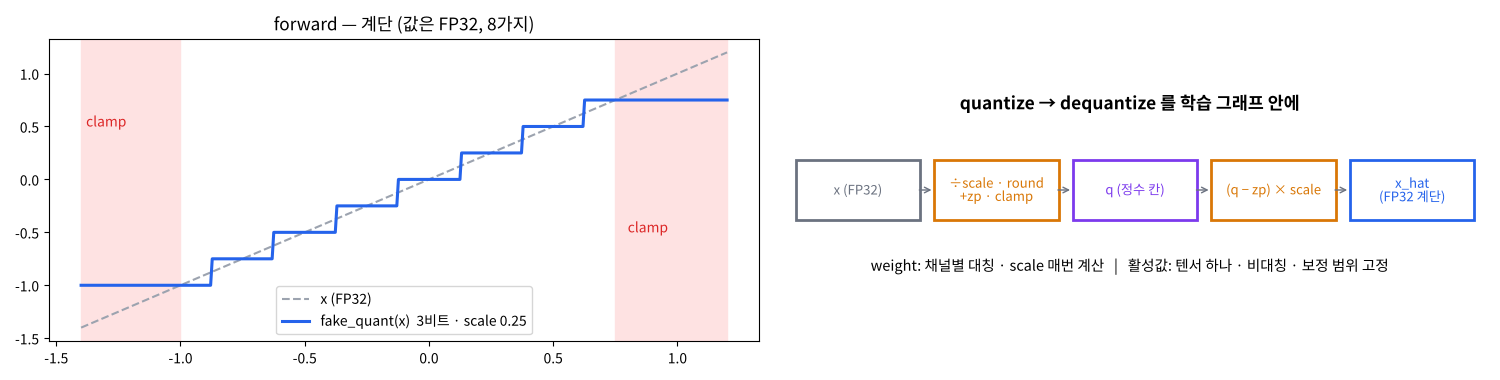 forward — 계단 (값은 FP32, 8가지)
1.0
0.5
0.0
-0.5
-1.0
-1.5
clamp
clamp
x (FP32)
fake_quant(x) 3비트 · scale 0.25
-1.5
-1.0
-0.5
0.0
0.5
1.0
quantize → dequantize 를 학습 그래프 안에
x (FP32)
÷scale · round
+zp · clamp
q (정수 칸)
(q − zp) × scale
x_hat
(FP32 계단)
weight: 채널별 대칭 · scale 매번 계산 | 활성값: 텐서 하나 · 비대칭 · 보정 범위 고정